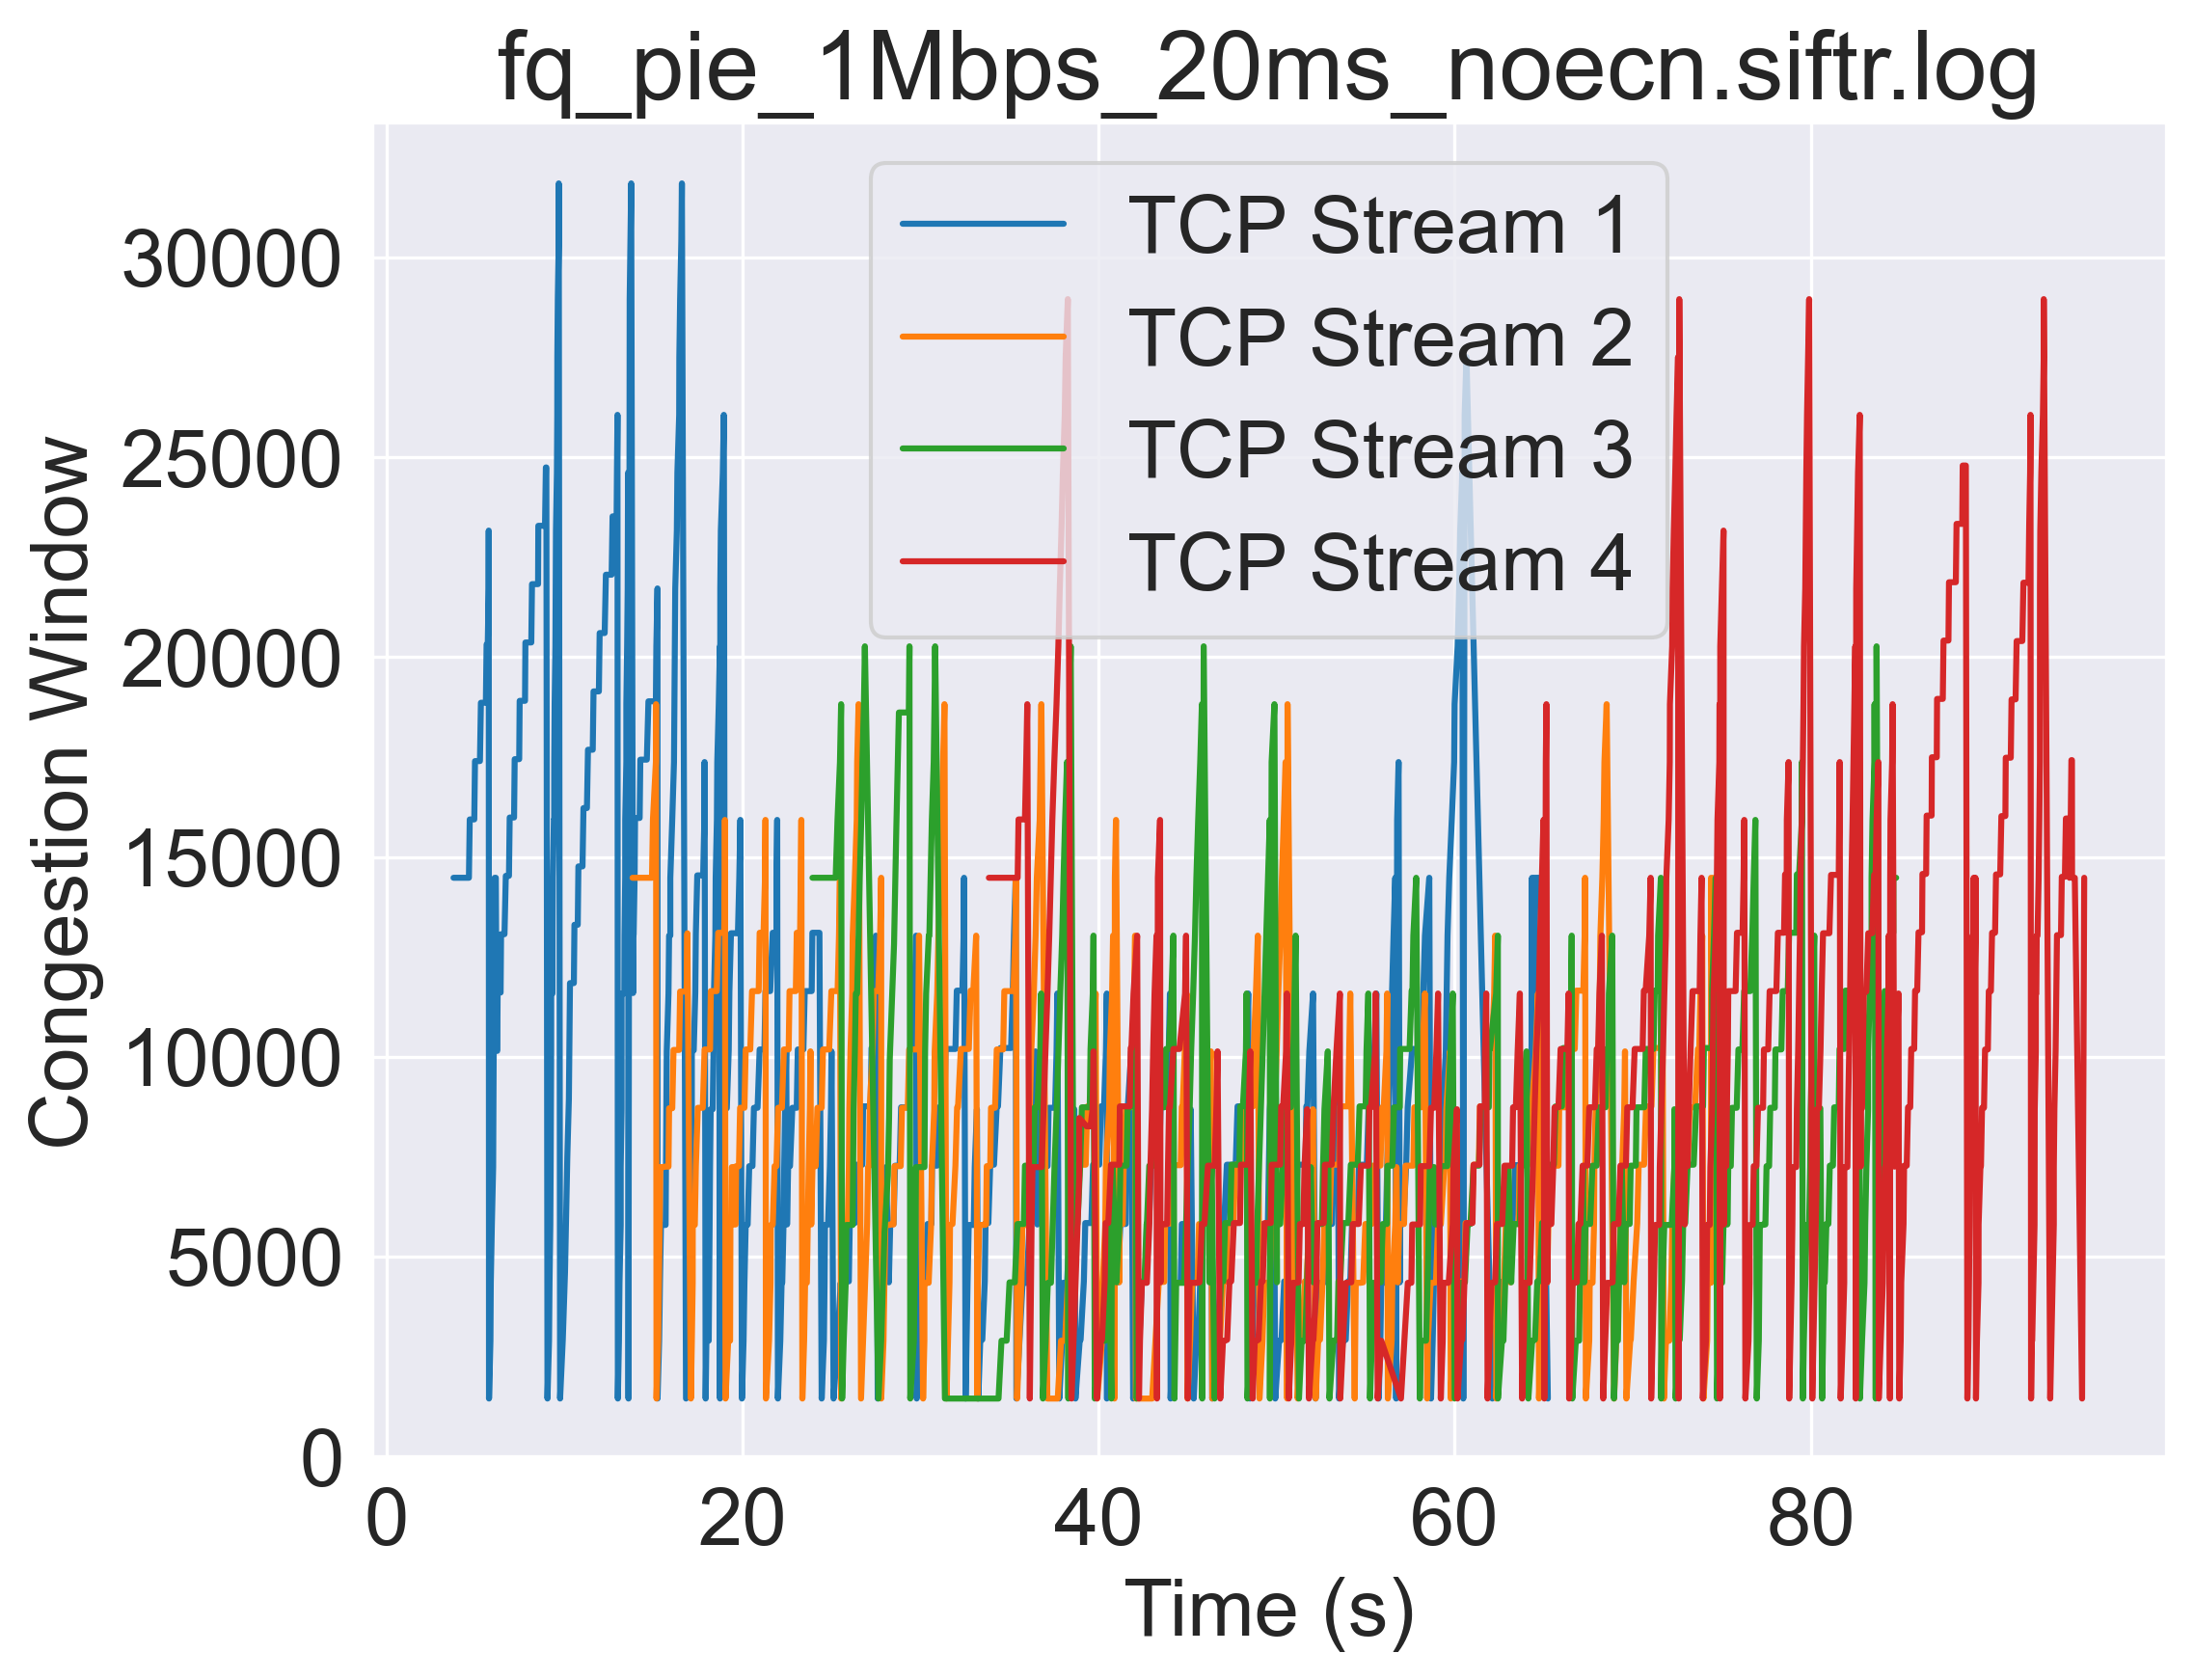 fq_pie_1Mbps_20ms_noecn.siftr.log
TCP Stream 1
TCP Stream 2
TCP Stream 3
TCP Stream 4
Congestion Window
30000
25000
20000
15000
10000
5000
0
0 20 40 60 80
Time (s)